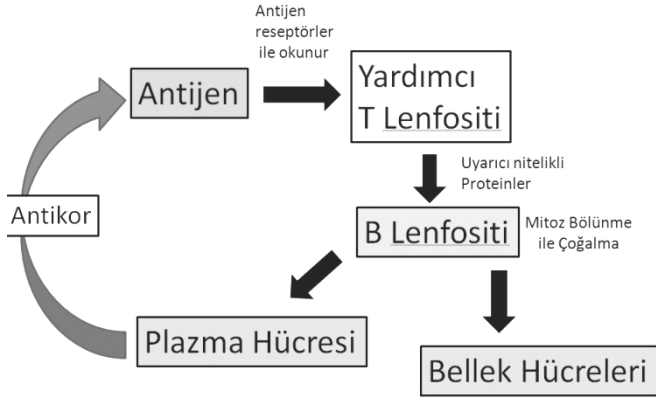 Antijen
reseptörler
ile okunur
Antijen
Yardımcı
T Lenfositi
Uyarıcı nitelikli
Proteinler
Antikor
B Lenfositi
Mitoz Bölünme
ile Çoğalma
Plazma Hücresi
Bellek Hücreleri